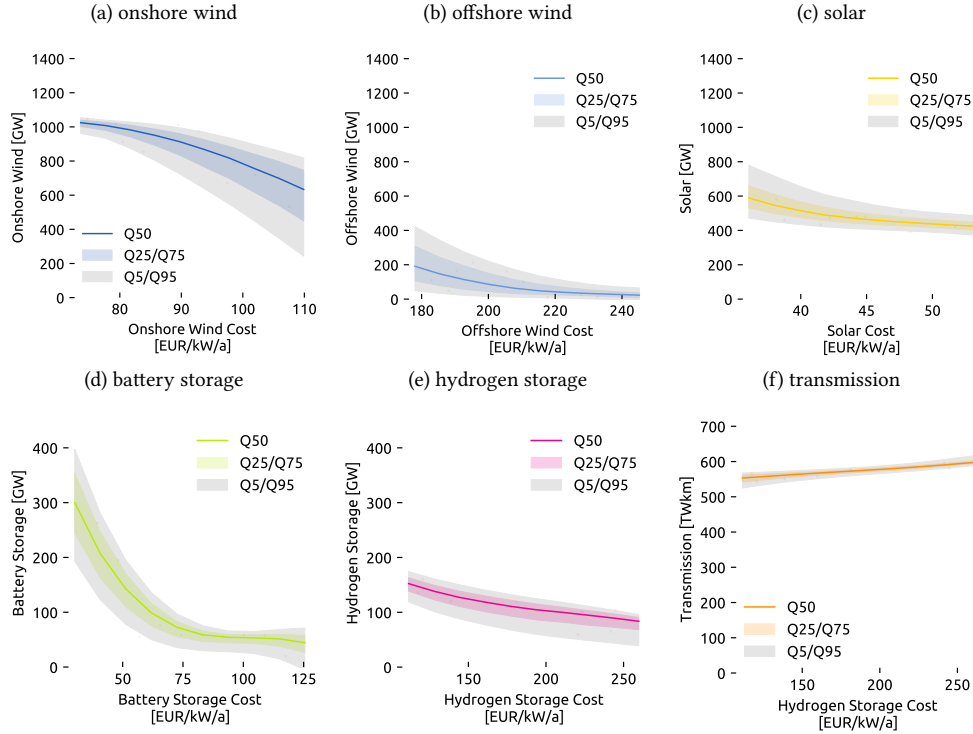 (a) onshore wind
1400
1200
1000
800
600
400
200
0
Onshore Wind [GW]
Q50
Q25/Q75
Q5/Q95
80 90 100 110
Onshore Wind Cost
[EUR/kW/a]
(b) offshore wind
1400
1200
1000
800
600
400
200
0
Offshore Wind [GW]
Q50
Q25/Q75
Q5/Q95
180 200 220 240
Offshore Wind Cost
[EUR/kW/a]
(c) solar
1400
1200
1000
800
600
400
200
0
Solar [GW]
Q50
Q25/Q75
Q5/Q95
40 45 50
Solar Cost
[EUR/kW/a]
(d) battery storage
400
300
200
100
0
Battery Storage [GW]
Q50
Q25/Q75
Q5/Q95
50 75 100 125
Battery Storage Cost
[EUR/kW/a]
(e) hydrogen storage
400
300
200
100
0
Hydrogen Storage [GW]
Q50
Q25/Q75
Q5/Q95
150 200 250
Hydrogen Storage Cost
[EUR/kW/a]
(f) transmission
700
600
500
400
300
200
100
0
Transmission [TWkm]
Q50
Q25/Q75
Q5/Q95
150 200 250
Hydrogen Storage Cost
[EUR/kW/a]